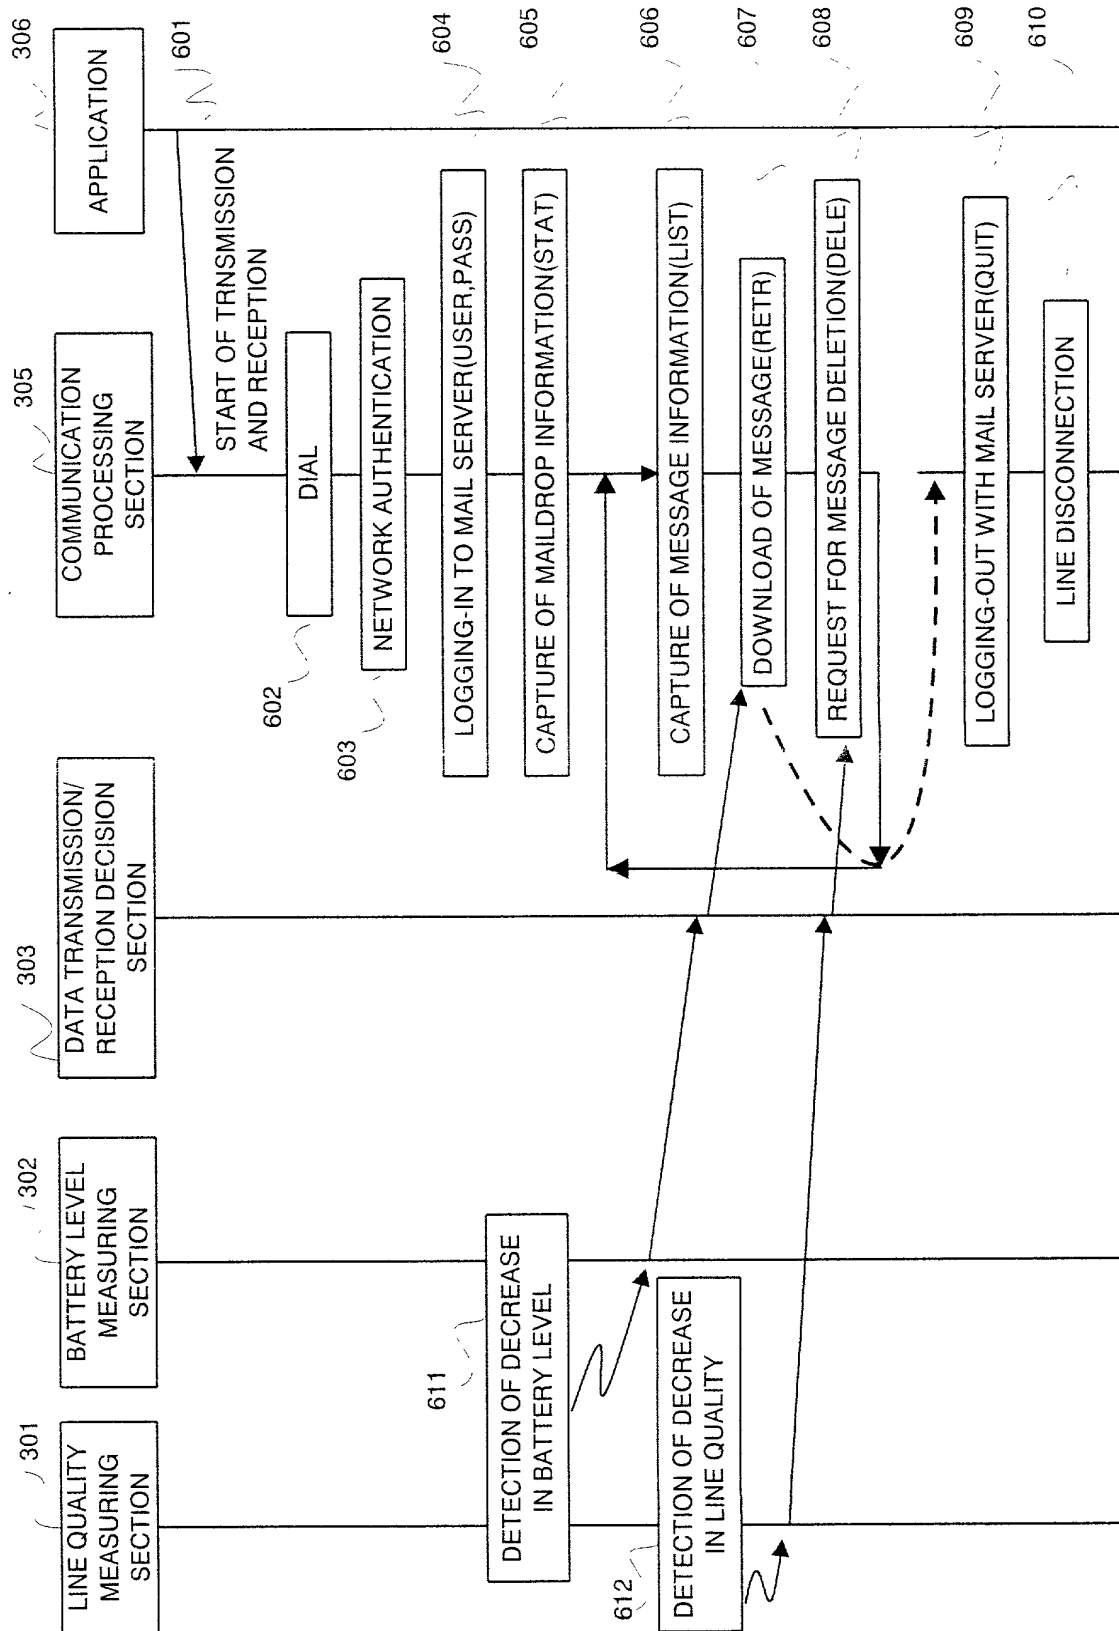 301
LINE QUALITY
MEASURING
SECTION
302
BATTERY LEVEL
MEASURING
SECTION
303
DATA TRANSMISSION/
RECEPTION DECISION
SECTION
305
COMMUNICATION
PROCESSING
SECTION
306
APPLICATION
601
START OF TRNSMISSION
AND RECEPTION
602
DIAL
603
NETWORK AUTHENTICATION
604
LOGGING-IN TO MAIL SERVER(USER,PASS)
605
CAPTURE OF MAILDROP INFORMATION(STAT)
611
DETECTION OF DECREASE
IN BATTERY LEVEL
606
CAPTURE OF MESSAGE INFORMATION(LIST)
612
DETECTION OF DECREASE
IN LINE QUALITY
607
DOWNLOAD OF MESSAGE(RETR)
608
REQUEST FOR MESSAGE DELETION(DELE)
609
LOGGING-OUT WITH MAIL SERVER(QUIT)
610
LINE DISCONNECTION